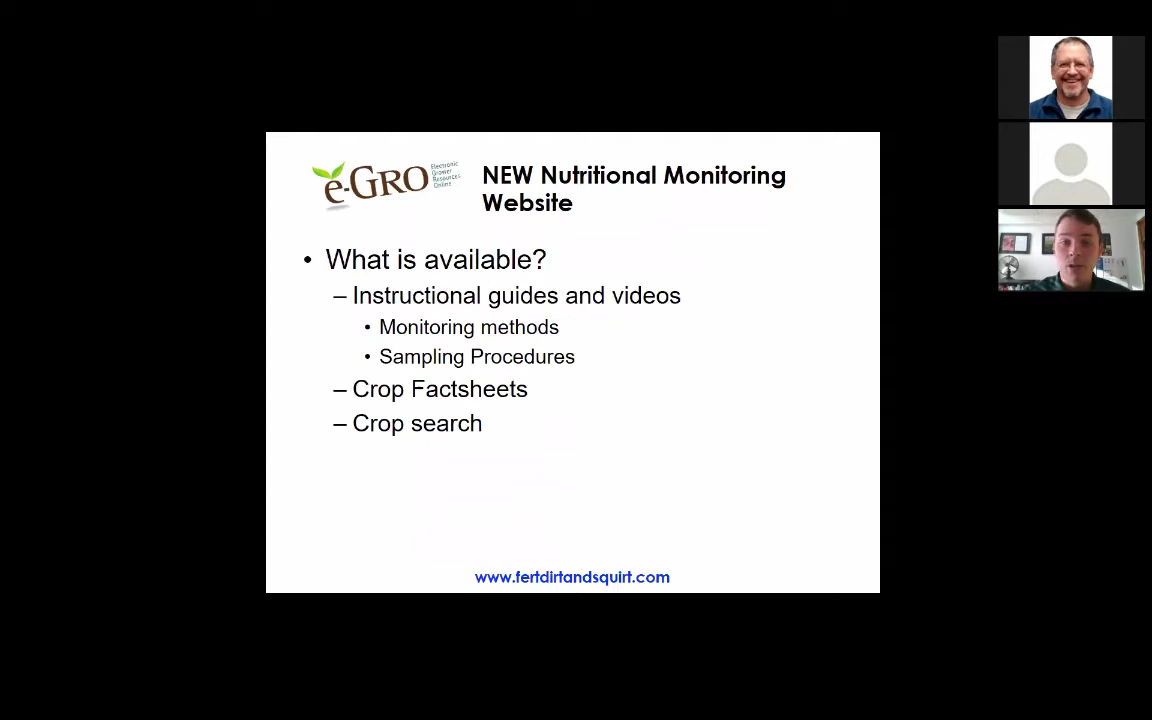 e-GRO
Electronic
Grower
Resources
Online
NEW Nutritional Monitoring
Website
• What is available?
– Instructional guides and videos
• Monitoring methods
• Sampling Procedures
– Crop Factsheets
– Crop search
www.fertdirtandsquirt.com